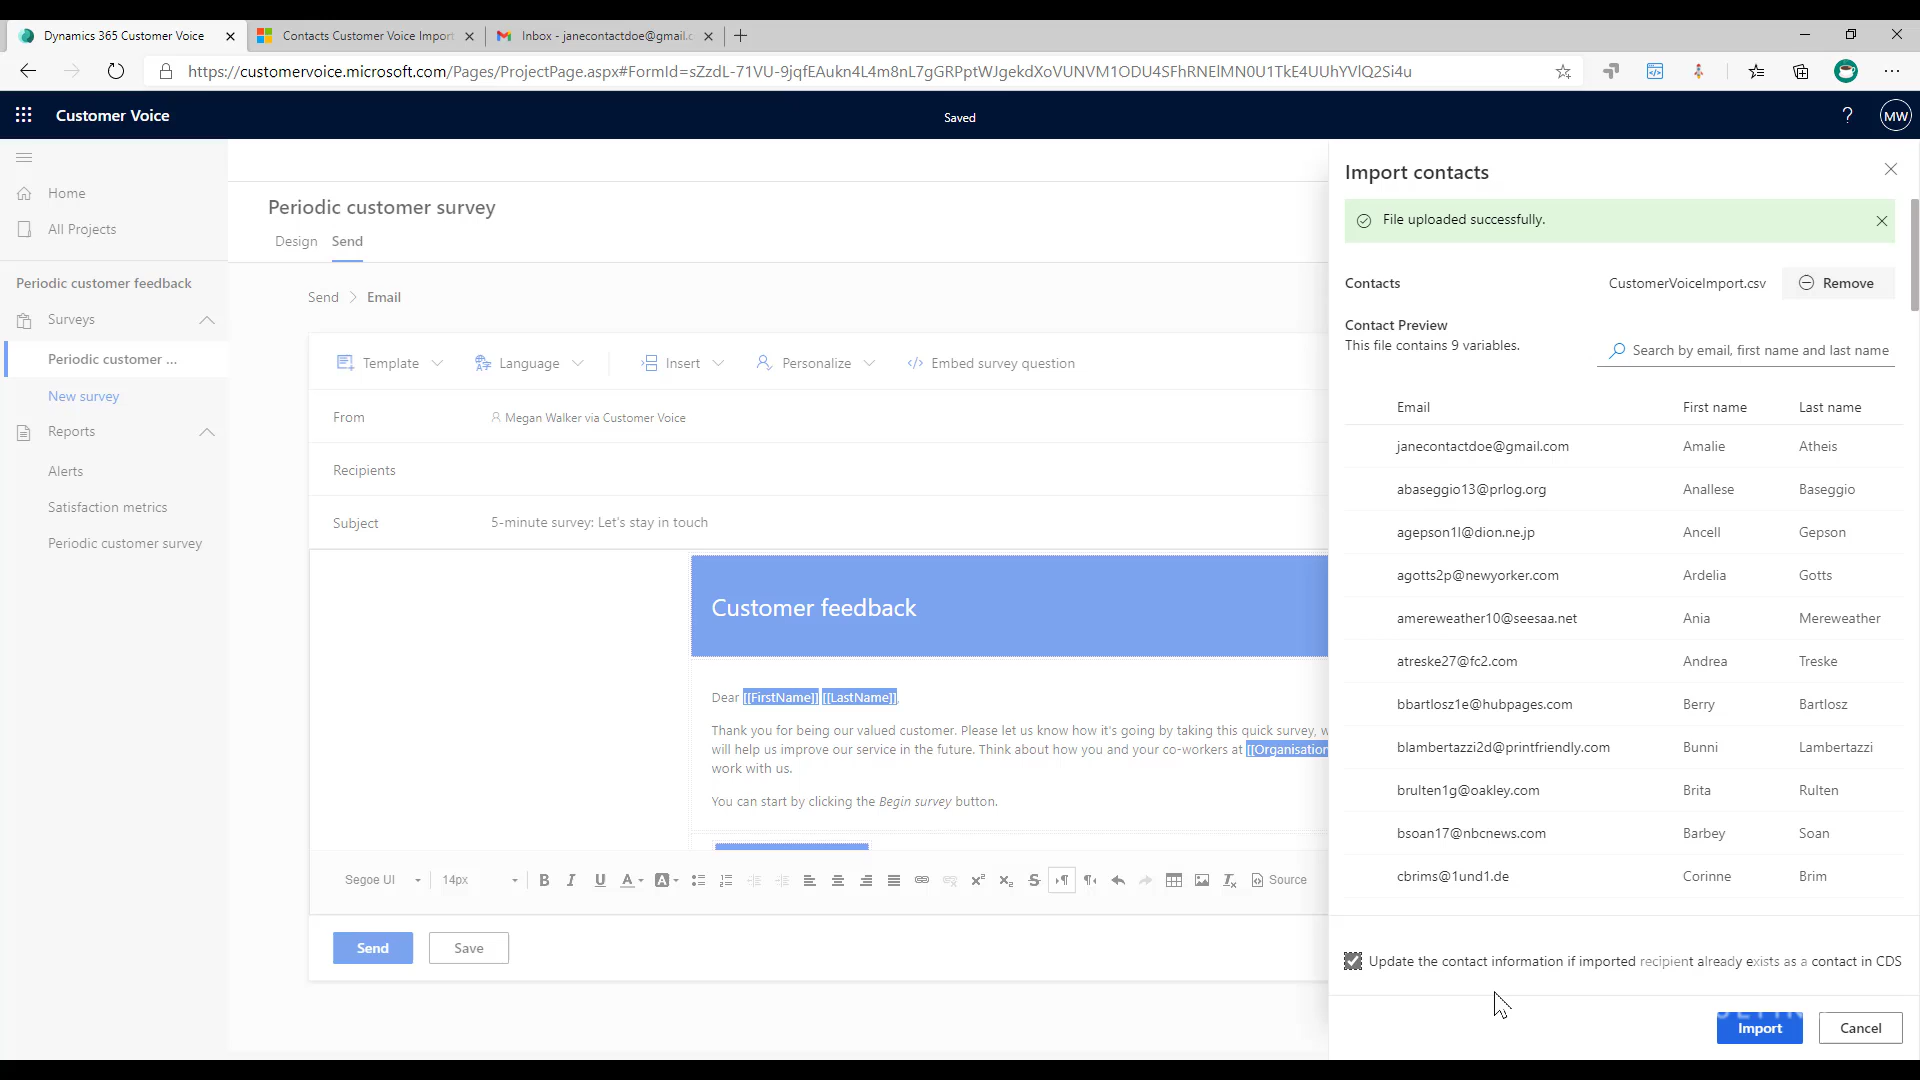 Dynamics 365 Customer Voice
Contacts Customer Voice Import
Inbox - janecontactdoe@gmail.c
https://customervoice.microsoft.com/Pages/ProjectPage.aspx#FormId=sZzdL-71VU-9jqfEAukn4L4m8nL7gGRPptWJgekdXoVUNVM1ODU4SFhRNElMN0U1TkE4UUhYVlQ2Si4u
Customer Voice
Saved
?
MW
Home
All Projects
Periodic customer feedback
Surveys
Periodic customer ...
New survey
Reports
Alerts
Satisfaction metrics
Periodic customer survey
Periodic customer survey
Design
Send
Send > Email
Template
Language
Insert
Personalize
Embed survey question
From
Megan Walker via Customer Voice
Recipients
Subject
5-minute survey: Let's stay in touch
Customer feedback
Dear [[FirstName]] [[LastName]],
Thank you for being our valued customer. Please let us know how it's going by taking this quick survey, w
will help us improve our service in the future. Think about how you and your co-workers at [[Organisation
work with us.
You can start by clicking the Begin survey button.
Segoe UI
14px
Source
Send
Save
Import contacts
File uploaded successfully.
Contacts
CustomerVoiceImport.csv
Remove
Contact Preview
This file contains 9 variables.
Search by email, first name and last name
Email First name Last name
janecontactdoe@gmail.com Amalie Atheis
abaseggio13@prlog.org Anallese Baseggio
agepson1l@dion.ne.jp Ancell Gepson
agotts2p@newyorker.com Ardelia Gotts
amereweather10@seesaa.net Ania Mereweather
atreske27@fc2.com Andrea Treske
bbartlosz1e@hubpages.com Berry Bartlosz
blambertazzi2d@printfriendly.com Bunni Lambertazzi
brulten1g@oakley.com Brita Rulten
bsoan17@nbcnews.com Barbey Soan
cbrims@1und1.de Corinne Brim
Update the contact information if imported recipient already exists as a contact in CDS
Import
Cancel